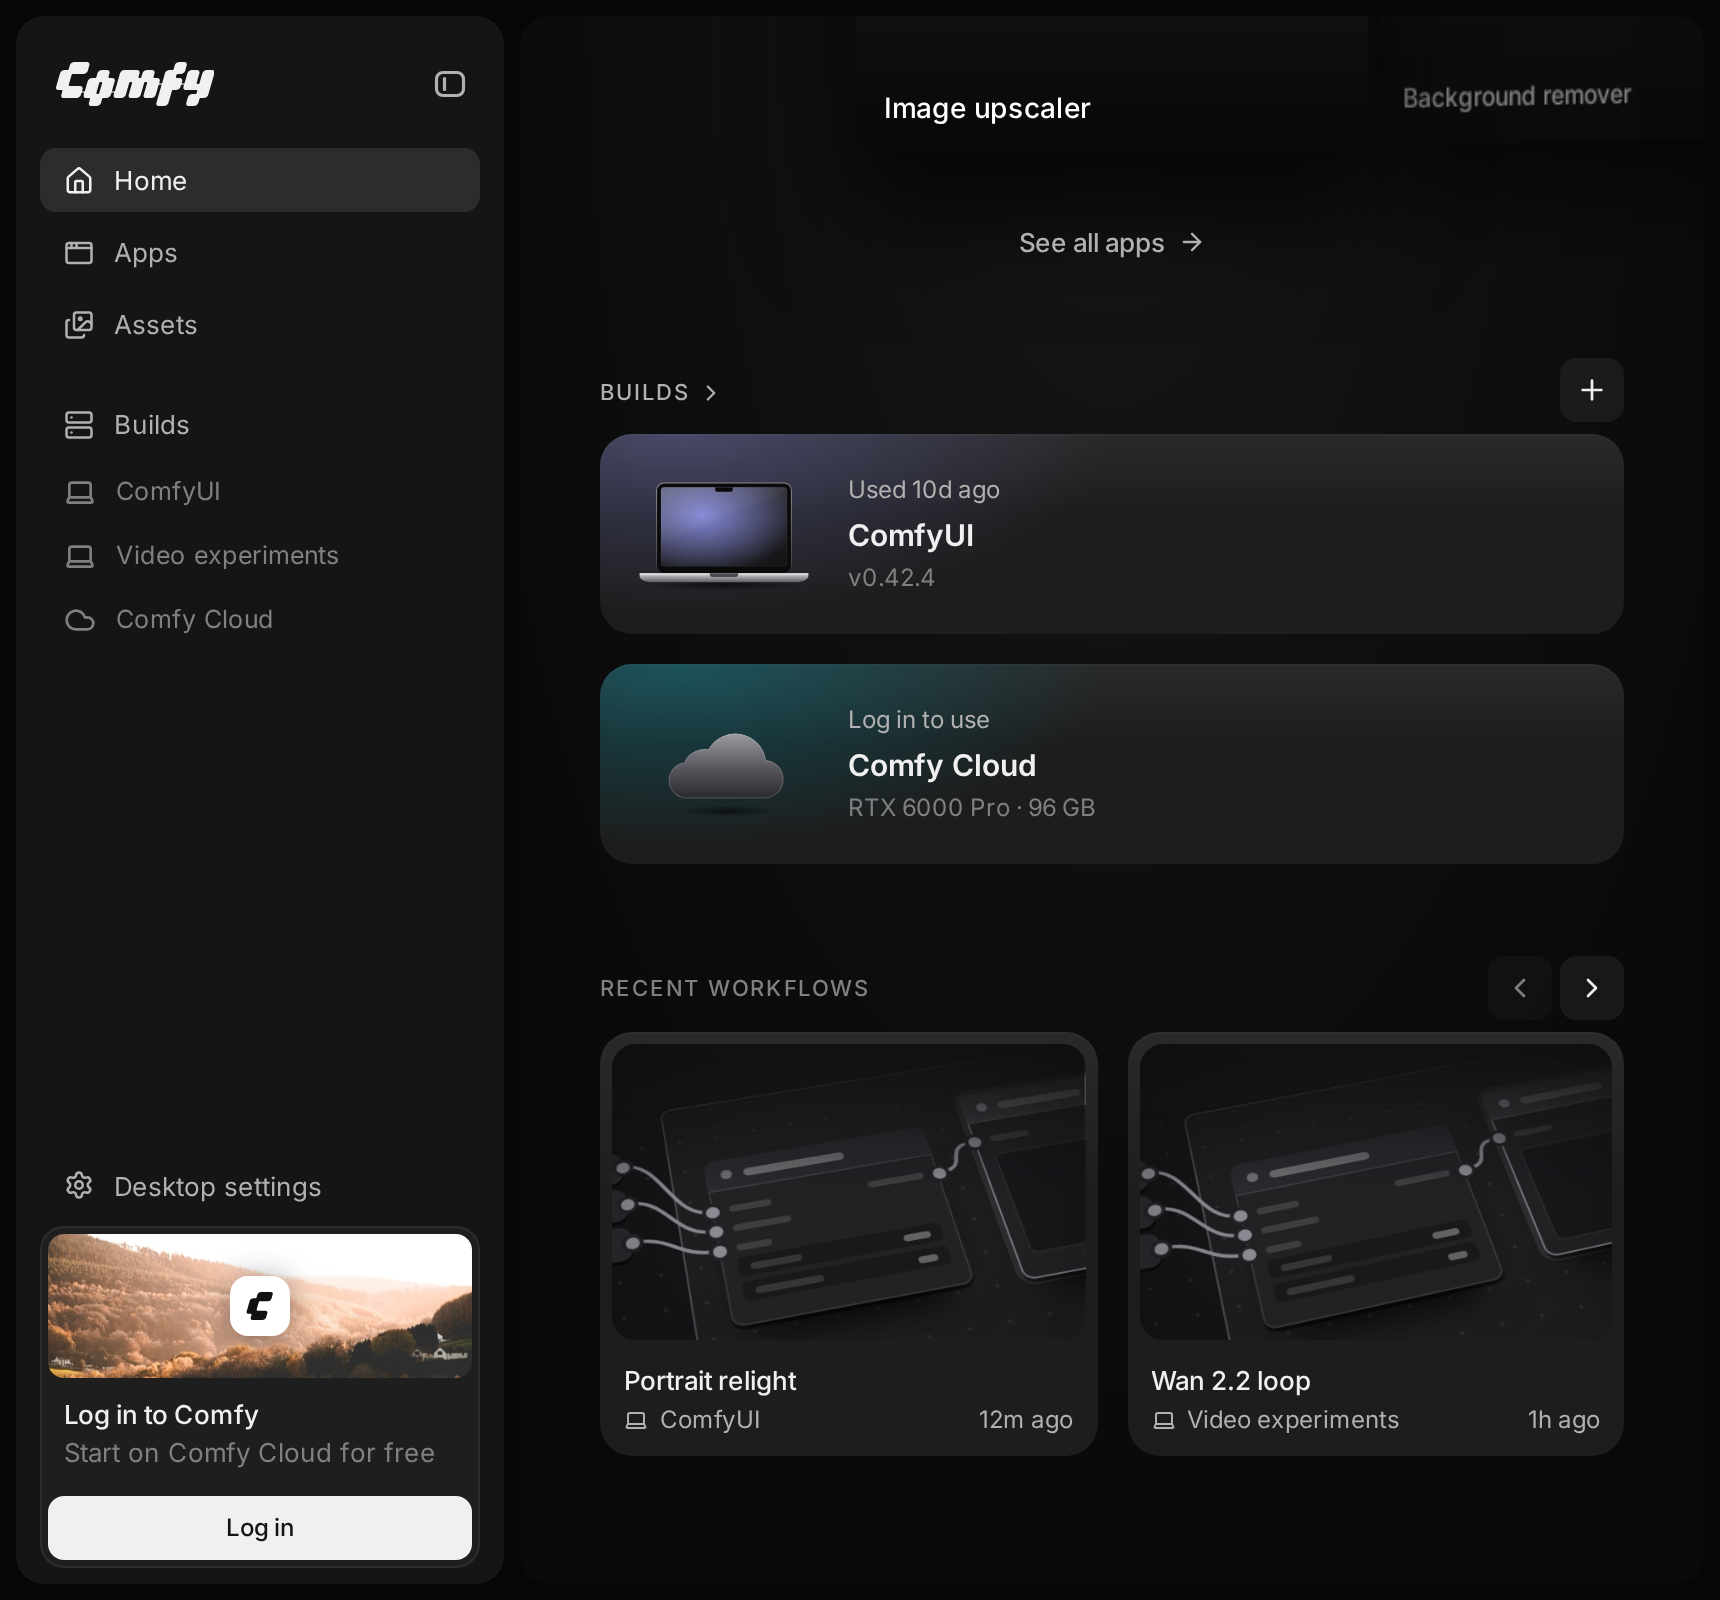 Comfy
Home
Apps
Assets
Builds
ComfyUI
Video experiments
Comfy Cloud
Desktop settings
Log in to Comfy
Start on Comfy Cloud for free
Log in
Image upscaler
Background remover
See all apps
BUILDS
Used 10d ago
ComfyUI
v0.42.4
Log in to use
Comfy Cloud
RTX 6000 Pro · 96 GB
RECENT WORKFLOWS
Portrait relight
ComfyUI 12m ago
Wan 2.2 loop
Video experiments 1h ago